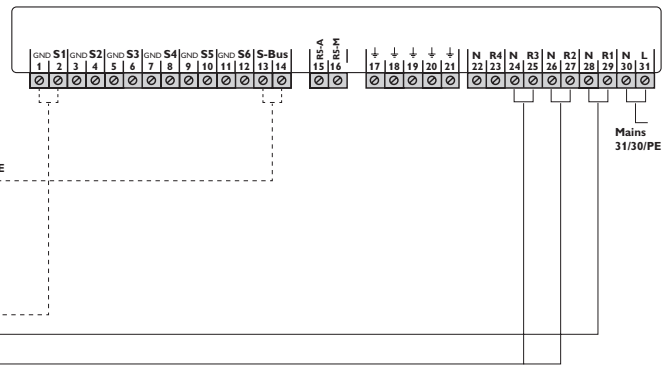 GND S1 GND S2 GND S3 GND S4 GND S5 GND S6 S-Bus R5-A R5-M N R4 N R3 N R2 N R1 N L
1 2 3 4 5 6 7 8 9 10 11 12 13 14 15 16 17 18 19 20 21 22 23 24 25 26 27 28 29 30 31
Mains
31/30/PE
E